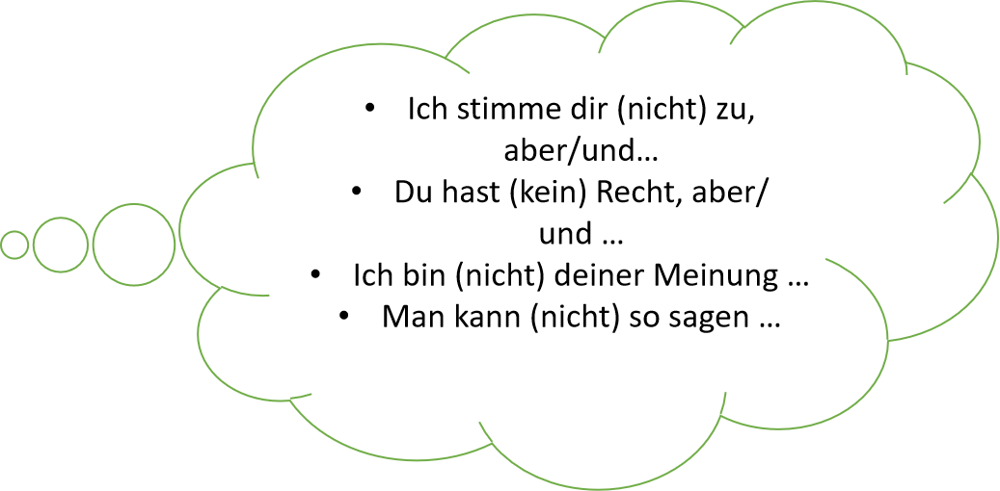 • Ich stimme dir (nicht) zu,
aber/und…
• Du hast (kein) Recht, aber/
und …
• Ich bin (nicht) deiner Meinung …
• Man kann (nicht) so sagen …